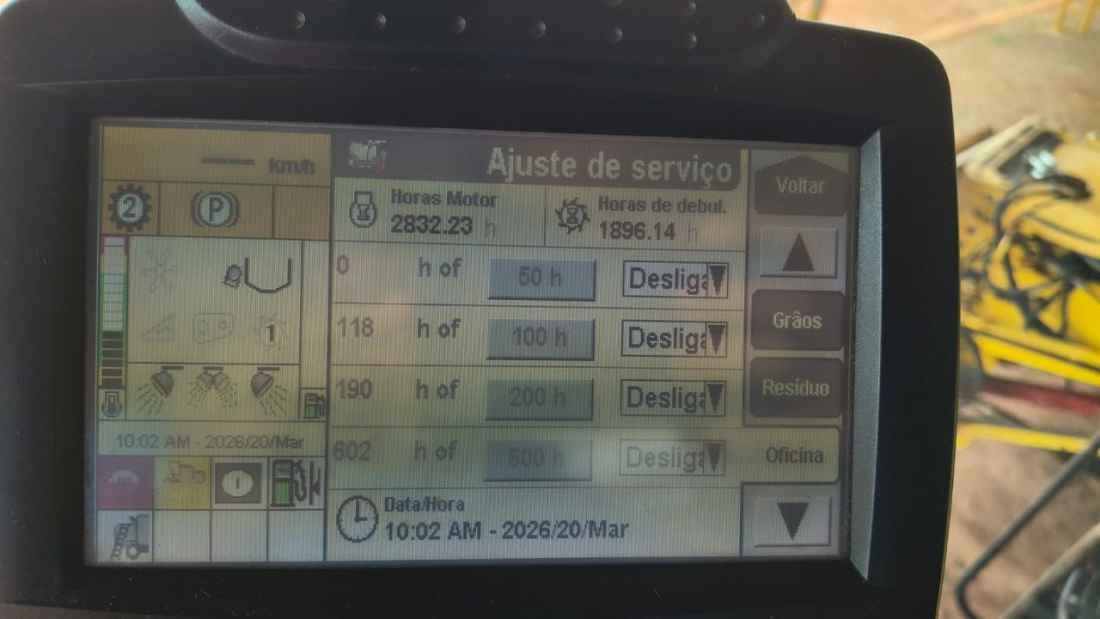 km/h
2
P
1
10:02 AM - 2026/20/Mar
Ajuste de serviço
Horas Motor
2832.23 h
Horas de debul.
1896.14 h
0 h of 50 h Desliga
118 h of 100 h Desliga
190 h of 200 h Desliga
602 h of 600 h Desliga
Data/Hora
10:02 AM - 2026/20/Mar
Voltar
Grãos
Resíduo
Oficina